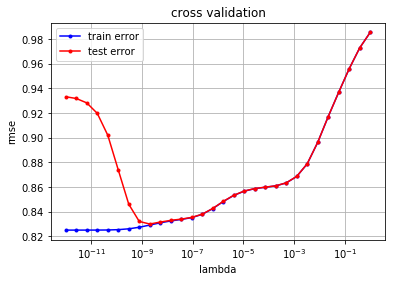 cross validation
train error
test error
0.98
0.96
0.94
0.92
0.90
0.88
0.86
0.84
0.82
rmse
10⁻¹¹ 10⁻⁹ 10⁻⁷ 10⁻⁵ 10⁻³ 10⁻¹
lambda